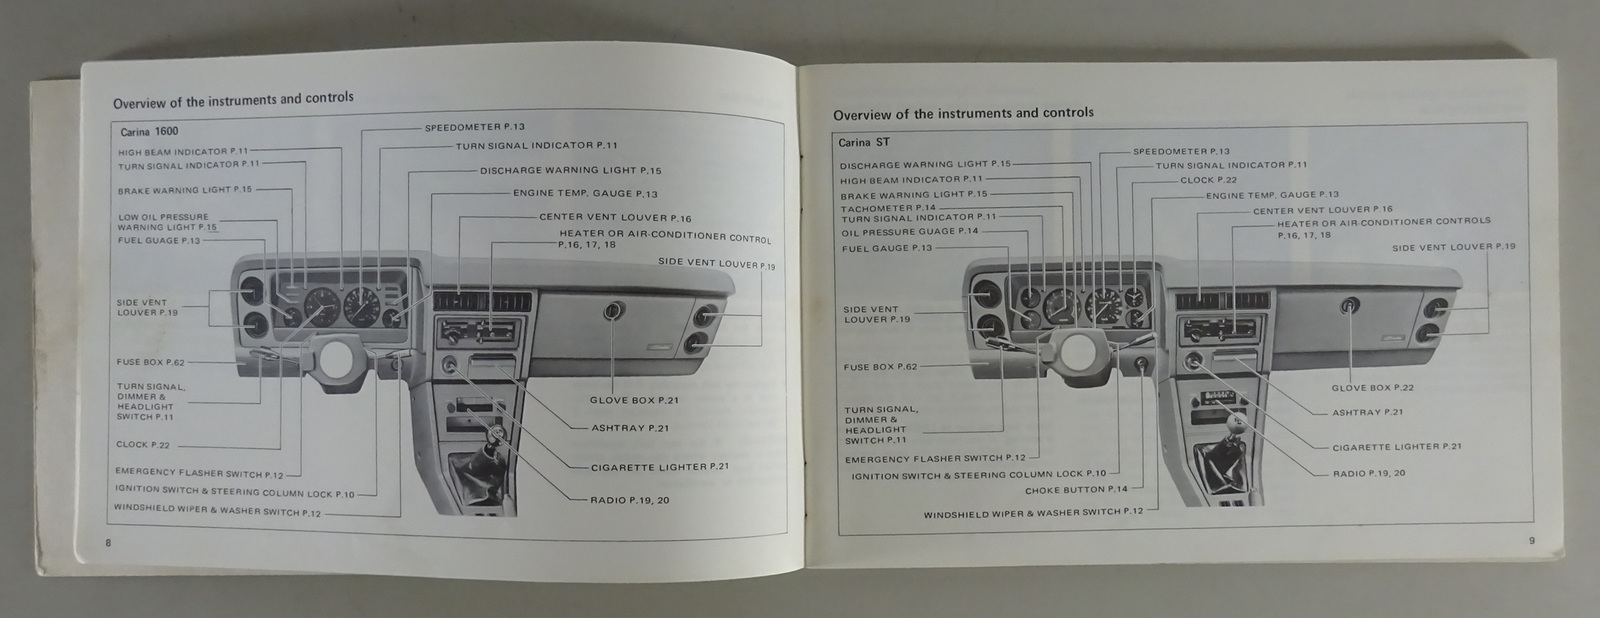 Overview of the instruments and controls
Carina 1600
SPEEDOMETER P.13
HIGH BEAM INDICATOR P.11
TURN SIGNAL INDICATOR P.11
TURN SIGNAL INDICATOR P.11
DISCHARGE WARNING LIGHT P.15
BRAKE WARNING LIGHT P.15
ENGINE TEMP. GAUGE P.13
LOW OIL PRESSURE
WARNING LIGHT P.15
CENTER VENT LOUVER P.16
FUEL GUAGE P.13
HEATER OR AIR-CONDITIONER CONTROL
P.16, 17, 18
SIDE VENT LOUVER P.19
SIDE VENT
LOUVER P.19
FUSE BOX P.62
TURN SIGNAL,
DIMMER &
HEADLIGHT
SWITCH P.11
GLOVE BOX P.21
ASHTRAY P.21
CLOCK P.22
CIGARETTE LIGHTER P.21
EMERGENCY FLASHER SWITCH P.12
IGNITION SWITCH & STEERING COLUMN LOCK P.10
RADIO P.19, 20
WINDSHIELD WIPER & WASHER SWITCH P.12
8
Overview of the instruments and controls
Carina ST
SPEEDOMETER P.13
DISCHARGE WARNING LIGHT P.15
TURN SIGNAL INDICATOR P.11
HIGH BEAM INDICATOR P.11
CLOCK P.22
BRAKE WARNING LIGHT P.15
ENGINE TEMP. GAUGE P.13
TACHOMETER P.14
CENTER VENT LOUVER P.16
TURN SIGNAL INDICATOR P.11
HEATER OR AIR-CONDITIONER CONTROLS
P.16, 17, 18
OIL PRESSURE GUAGE P.14
FUEL GAUGE P.13
SIDE VENT LOUVER P.19
SIDE VENT
LOUVER P.19
FUSE BOX P.62
GLOVE BOX P.22
TURN SIGNAL,
DIMMER &
HEADLIGHT
SWITCH P.11
ASHTRAY P.21
CIGARETTE LIGHTER P.21
EMERGENCY FLASHER SWITCH P.12
IGNITION SWITCH & STEERING COLUMN LOCK P.10
RADIO P.19, 20
CHOKE BUTTON P.14
WINDSHIELD WIPER & WASHER SWITCH P.12
9